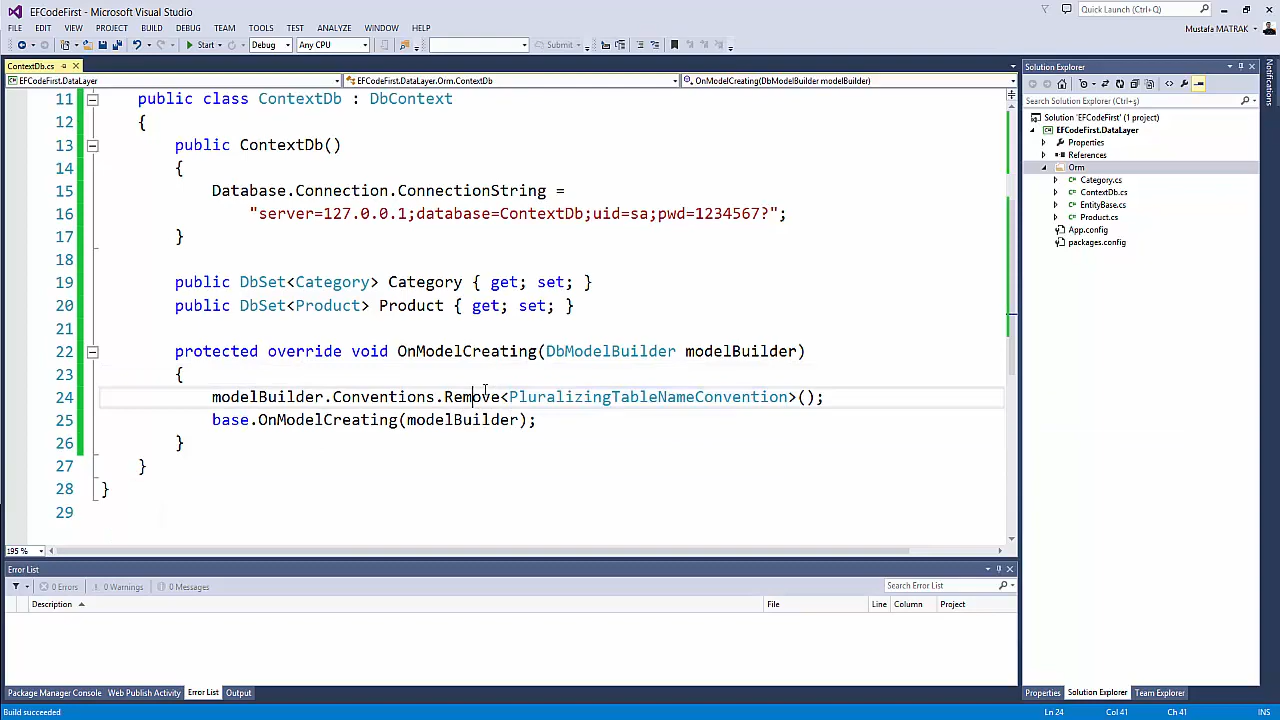 EFCodeFirst - Microsoft Visual Studio
Quick Launch (Ctrl+Q)
FILE EDIT VIEW PROJECT BUILD DEBUG TEAM TOOLS TEST ANALYZE WINDOW HELP
Mustafa MATRAK
Start Debug Any CPU Submit
ContextDb.cs
EFCodeFirst.DataLayer EFCodeFirst.DataLayer.Orm.ContextDb OnModelCreating(DbModelBuilder modelBuilder)
11 public class ContextDb : DbContext
12 {
13 public ContextDb()
14 {
15 Database.Connection.ConnectionString =
16 "server=127.0.0.1;database=ContextDb;uid=sa;pwd=1234567?";
17 }
18
19 public DbSet<Category> Category { get; set; }
20 public DbSet<Product> Product { get; set; }
21
22 protected override void OnModelCreating(DbModelBuilder modelBuilder)
23 {
24 modelBuilder.Conventions.Remove<PluralizingTableNameConvention>();
25 base.OnModelCreating(modelBuilder);
26 }
27 }
28 }
29
195 %
Error List
0 Errors 0 Warnings 0 Messages
Search Error List
Description File Line Column Project
Package Manager Console Web Publish Activity Error List Output
Solution Explorer
Search Solution Explorer (Ctrl+ş)
Solution 'EFCodeFirst' (1 project)
EFCodeFirst.DataLayer
Properties
References
Orm
Category.cs
ContextDb.cs
EntityBase.cs
Product.cs
App.config
packages.config
Properties Solution Explorer Team Explorer
Notifications
Build succeeded
Ln 24 Col 41 Ch 41 INS